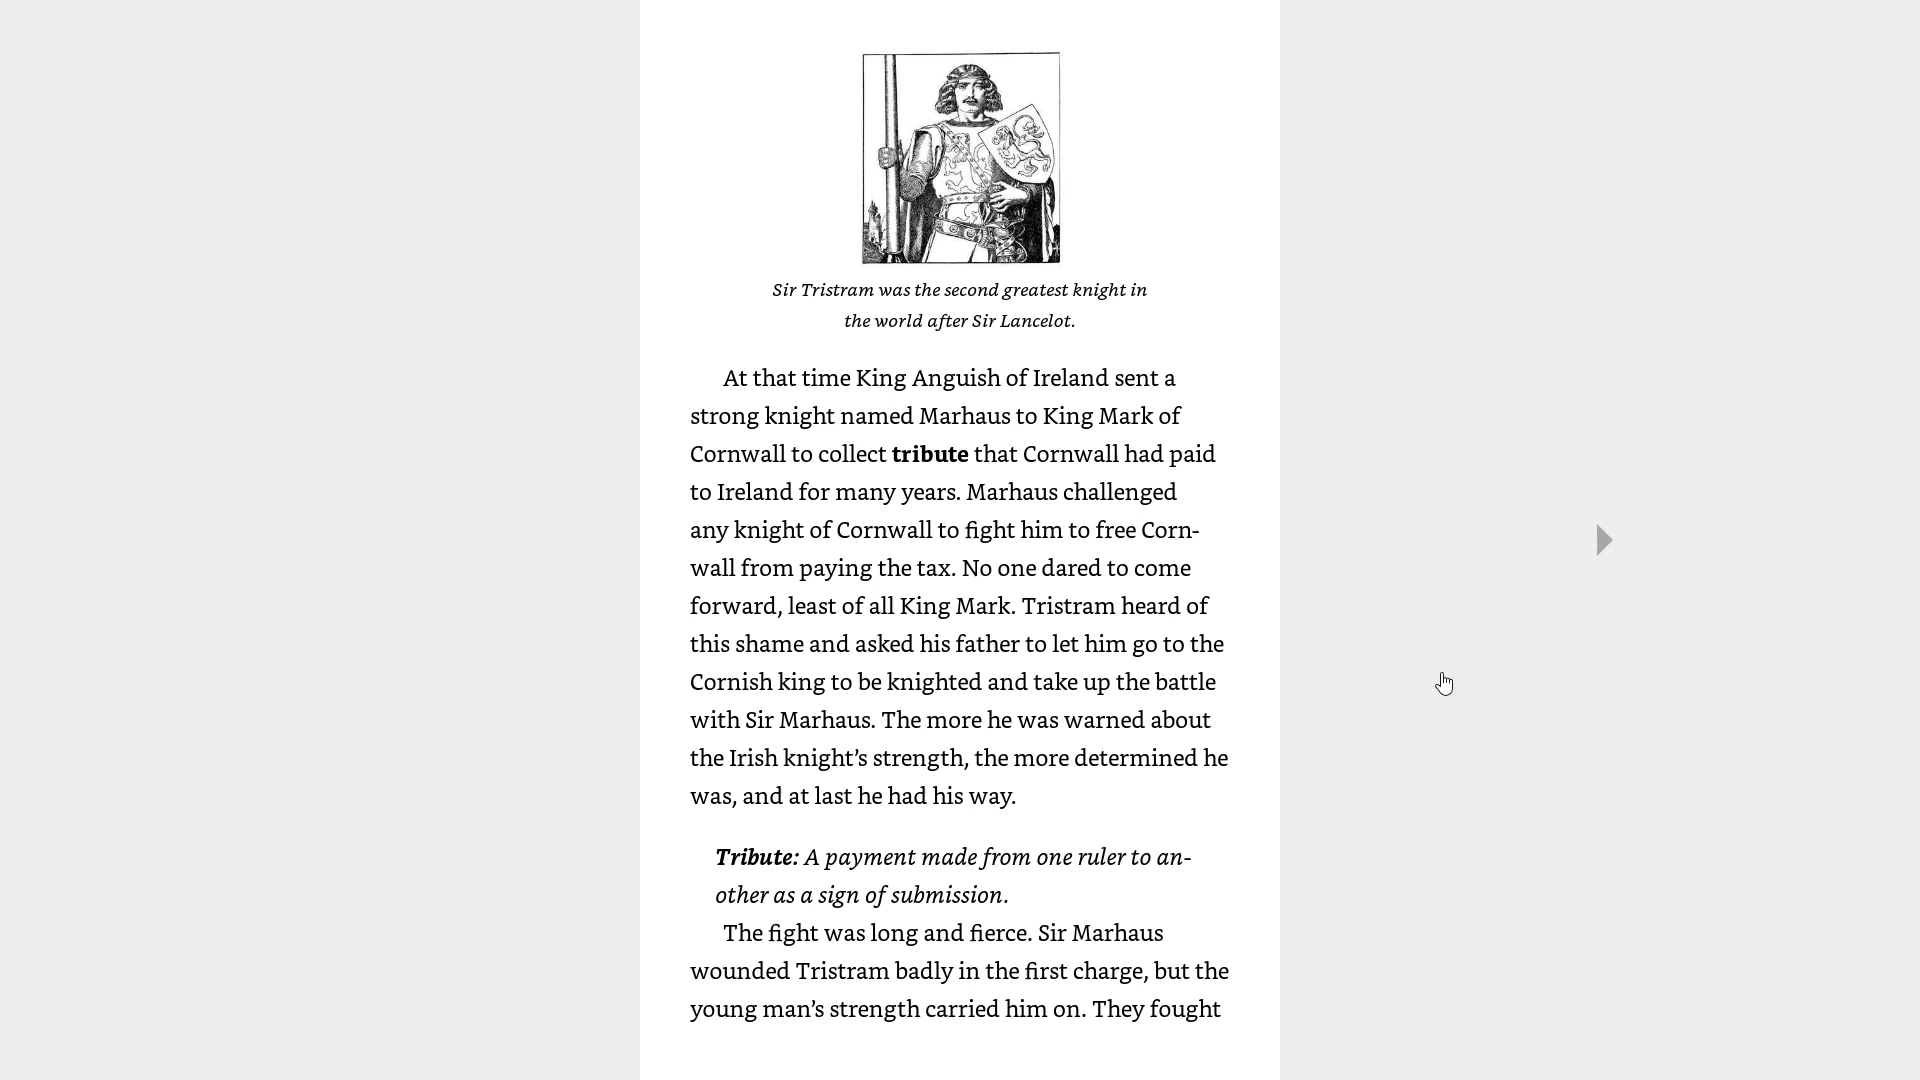 Sir Tristram was the second greatest knight in
the world after Sir Lancelot.
At that time King Anguish of Ireland sent a
strong knight named Marhaus to King Mark of
Cornwall to collect tribute that Cornwall had paid
to Ireland for many years. Marhaus challenged
any knight of Cornwall to fight him to free Corn-
wall from paying the tax. No one dared to come
forward, least of all King Mark. Tristram heard of
this shame and asked his father to let him go to the
Cornish king to be knighted and take up the battle
with Sir Marhaus. The more he was warned about
the Irish knight’s strength, the more determined he
was, and at last he had his way.
Tribute: A payment made from one ruler to an-
other as a sign of submission.
The fight was long and fierce. Sir Marhaus
wounded Tristram badly in the first charge, but the
young man’s strength carried him on. They fought